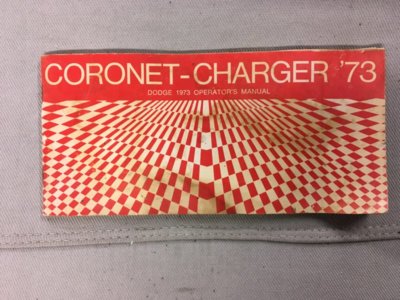 CORONET-CHARGER '73
DODGE 1973 OPERATOR'S MANUAL